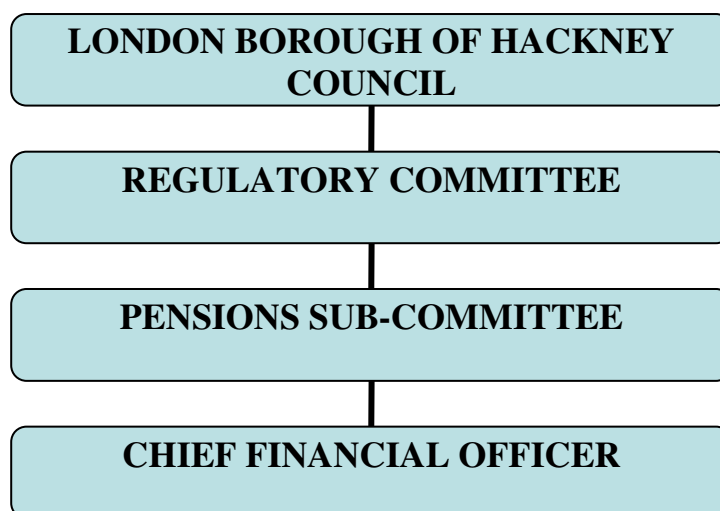 LONDON BOROUGH OF HACKNEY
COUNCIL
REGULATORY COMMITTEE
PENSIONS SUB-COMMITTEE
CHIEF FINANCIAL OFFICER